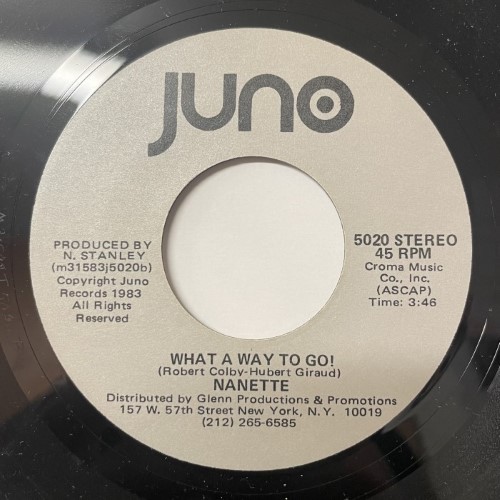 juno
PRODUCED BY
N. STANLEY
(m31583j5020b)
Copyright Juno
Records 1983
All Rights
Reserved
5020 STEREO
45 RPM
Croma Music
Co., Inc.
(ASCAP)
Time: 3:46
WHAT A WAY TO GO!
(Robert Colby-Hubert Giraud)
NANETTE
Distributed by Glenn Productions & Promotions
157 W. 57th Street New York, N.Y. 10019
(212) 265-6585